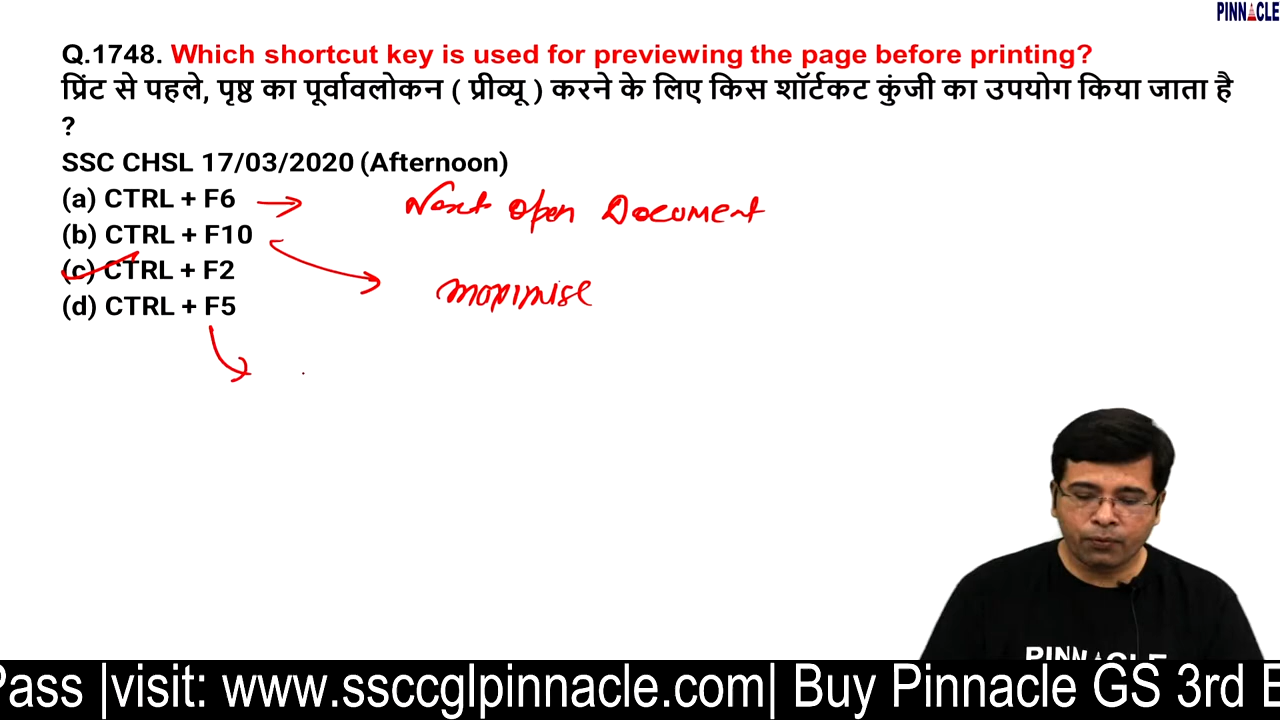 PINNACLE
Q.1748. Which shortcut key is used for previewing the page before printing?
प्रिंट से पहले, पृष्ठ का पूर्वावलोकन ( प्रीव्यू ) करने के लिए किस शॉर्टकट कुंजी का उपयोग किया जाता है
?
SSC CHSL 17/03/2020 (Afternoon)
(a) CTRL + F6 Next Open Document
(b) CTRL + F10
(c) CTRL + F2
maximise
(d) CTRL + F5
PINNACLE
Pass |visit: www.ssccglpinnacle.com| Buy Pinnacle GS 3rd E